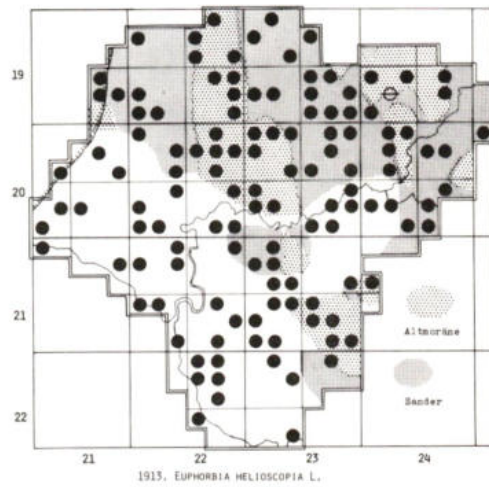 19
20
21
22
Altmoräne
Sander
21 22 23 24
1913. EUPHORBIA HELIOSCOPIA L.